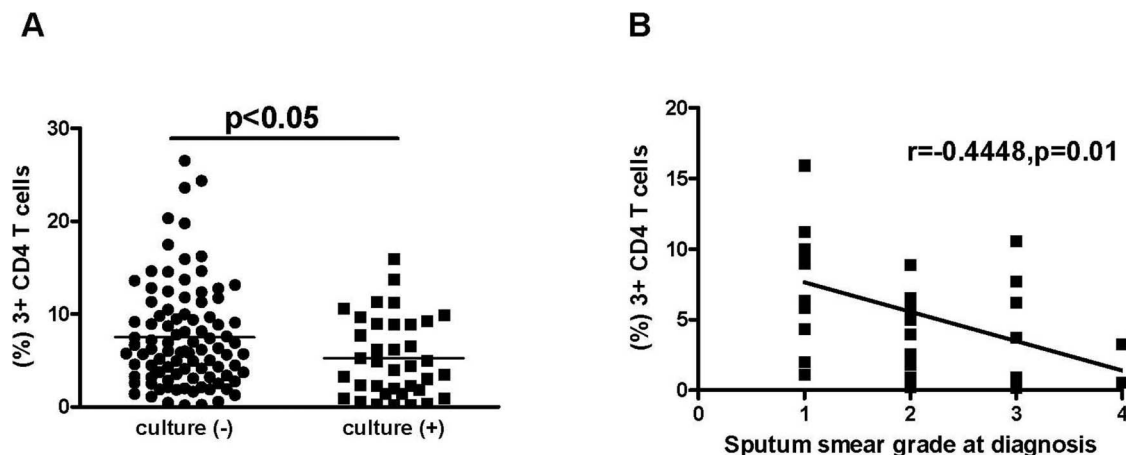 A
p<0.05
(%) 3+ CD4 T cells
30
20
10
0
culture (-)
culture (+)
B
r=-0.4448,p=0.01
(%) 3+ CD4 T cells
20
15
10
5
0
0 1 2 3 4
Sputum smear grade at diagnosis